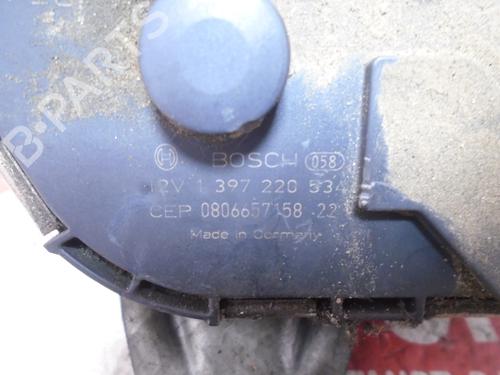 B-PARTS
BOSCH 058
12V 1 397 220 534
CEP 0806657158 22
Made in Germany